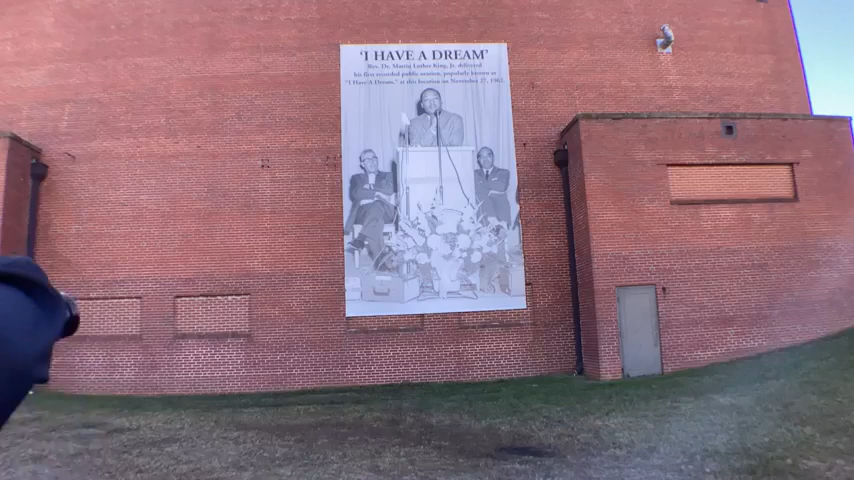 'I HAVE A DREAM'
Rev. Dr. Martin Luther King, Jr. delivered
his first recorded public oration, popularly known as
"I Have A Dream," at this location on November 27, 1962.